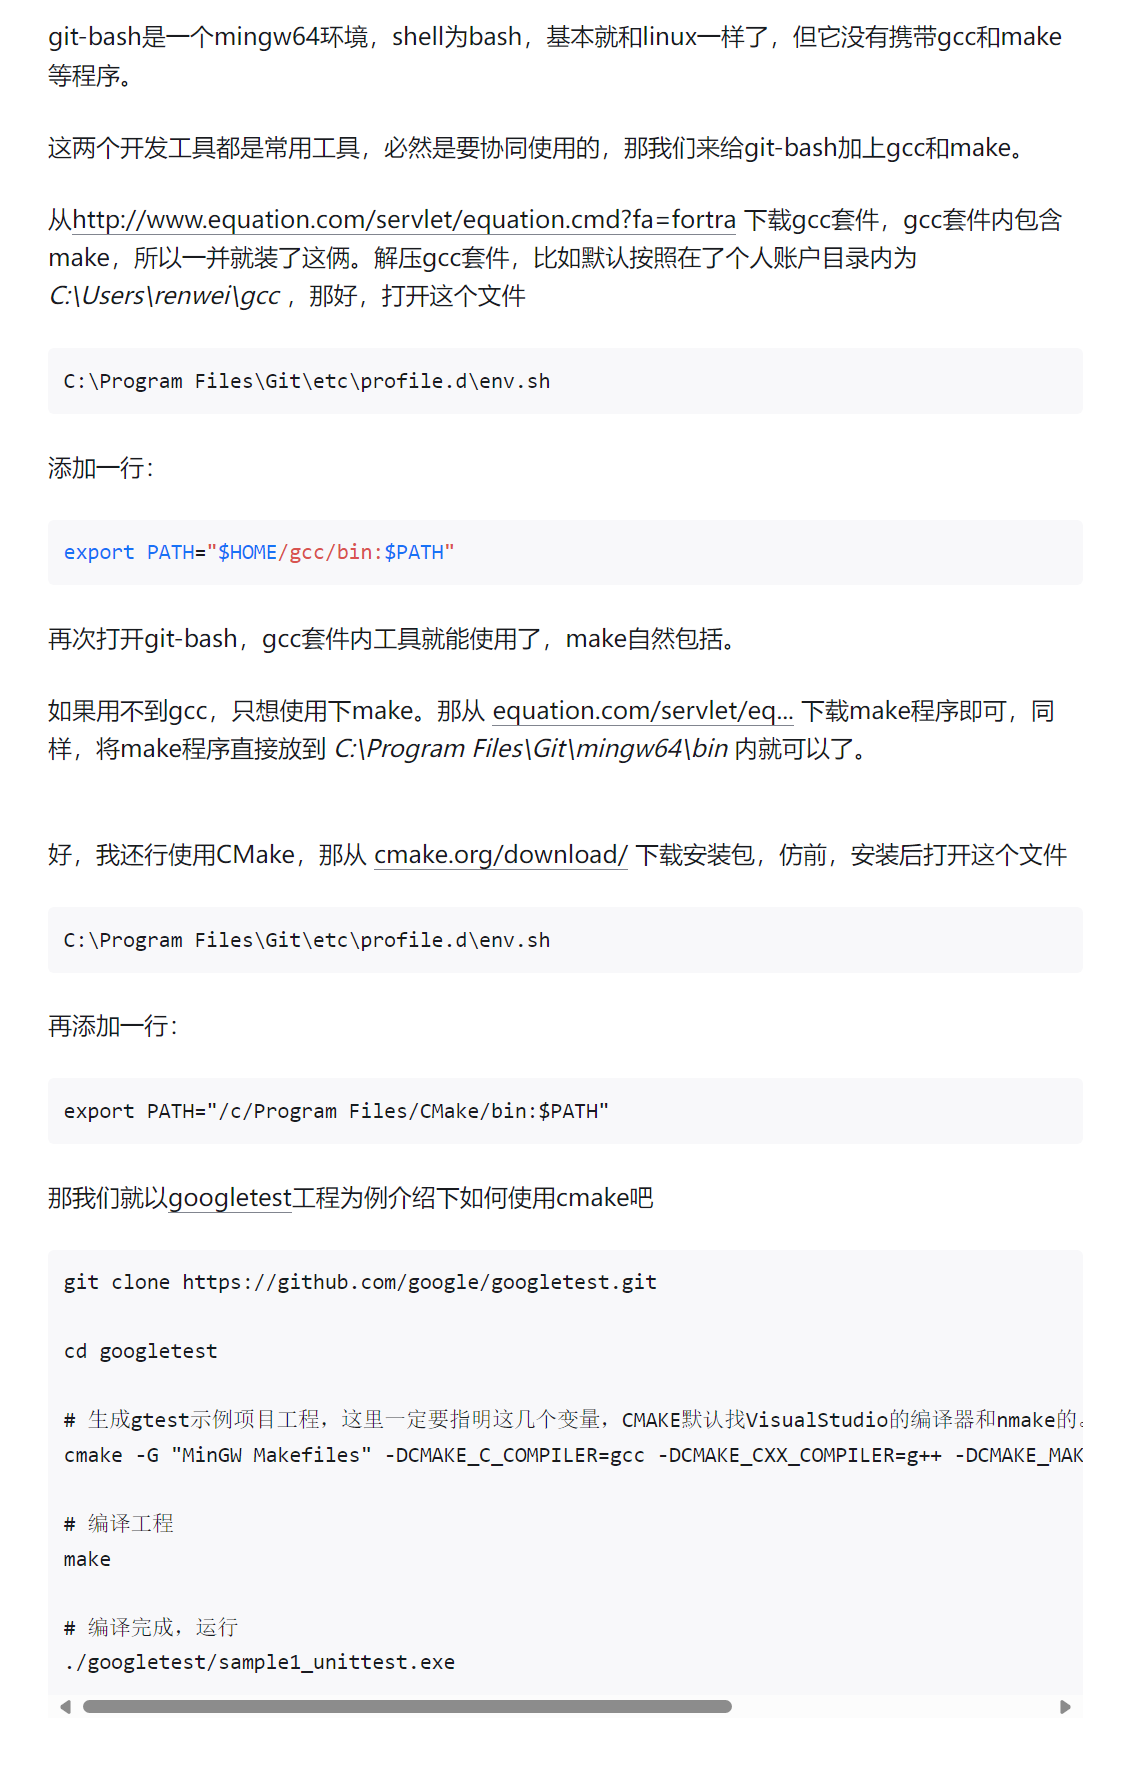 git-bash是一个mingw64环境，shell为bash，基本就和linux一样了，但它没有携带gcc和make
等程序。
这两个开发工具都是常用工具，必然是要协同使用的，那我们来给git-bash加上gcc和make。
从http://www.equation.com/servlet/equation.cmd?fa=fortra 下载gcc套件，gcc套件内包含
make，所以一并就装了这俩。解压gcc套件，比如默认按照在了个人账户目录内为
C:\Users\renwei\gcc ，那好，打开这个文件
C:\Program Files\Git\etc\profile.d\env.sh
添加一行：
export PATH="$HOME/gcc/bin:$PATH"
再次打开git-bash，gcc套件内工具就能使用了，make自然包括。
如果用不到gcc，只想使用下make。那从 equation.com/servlet/eq... 下载make程序即可，同
样，将make程序直接放到 C:\Program Files\Git\mingw64\bin 内就可以了。
好，我还行使用CMake，那从 cmake.org/download/ 下载安装包，仿前，安装后打开这个文件
C:\Program Files\Git\etc\profile.d\env.sh
再添加一行：
export PATH="/c/Program Files/CMake/bin:$PATH"
那我们就以googletest工程为例介绍下如何使用cmake吧
git clone https://github.com/google/googletest.git
cd googletest
# 生成gtest示例项目工程，这里一定要指明这几个变量，CMAKE默认找VisualStudio的编译器和nmake的。
cmake -G "MinGW Makefiles" -DCMAKE_C_COMPILER=gcc -DCMAKE_CXX_COMPILER=g++ -DCMAKE_MAK
# 编译工程
make
# 编译完成，运行
./googletest/sample1_unittest.exe